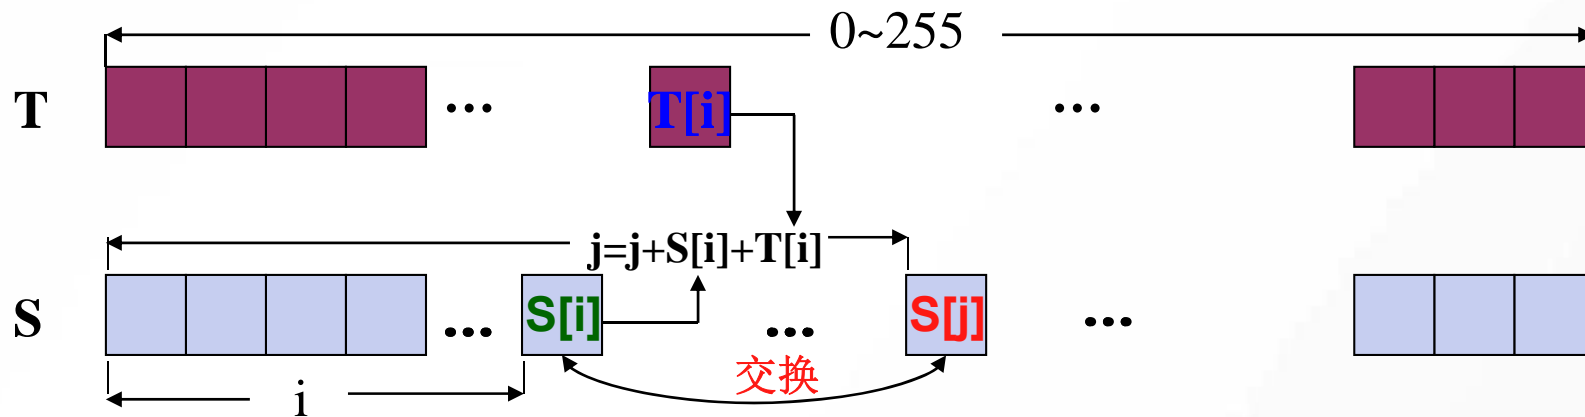 0~255
T
...
T[i]
...
j=j+S[i]+T[i]
S
...
S[i]
...
S[j]
...
交换
i